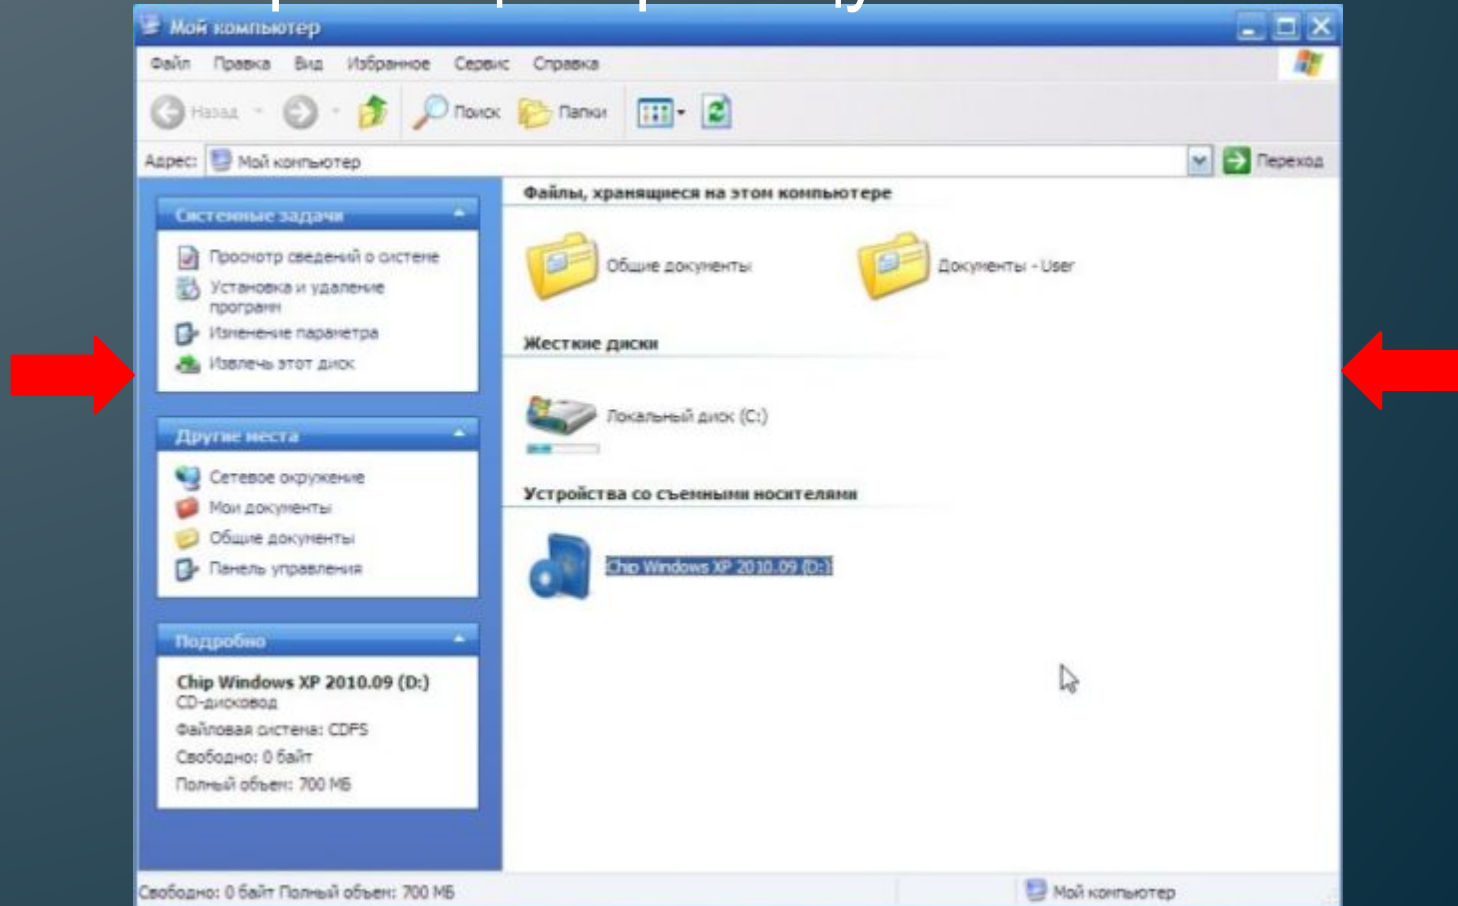 Мой компьютер
Файл Правка Вид Избранное Сервис Справка
Назад Поиск Папки
Адрес: Мой компьютер Переход
Системные задачи
Просмотр сведений о системе
Установка и удаление
программ
Изменение параметра
Извлечь этот диск
Другие места
Сетевое окружение
Мои документы
Общие документы
Панель управления
Подробно
Chip Windows XP 2010.09 (D:)
CD-дисковод
Файловая система: CDFS
Свободно: 0 байт
Полный объем: 700 МБ
Файлы, хранящиеся на этом компьютере
Общие документы
Документы - User
Жесткие диски
Локальный диск (C:)
Устройства со съемными носителями
Chip Windows XP 2010.09 (D:)
Свободно: 0 байт Полный объем: 700 МБ
Мой компьютер